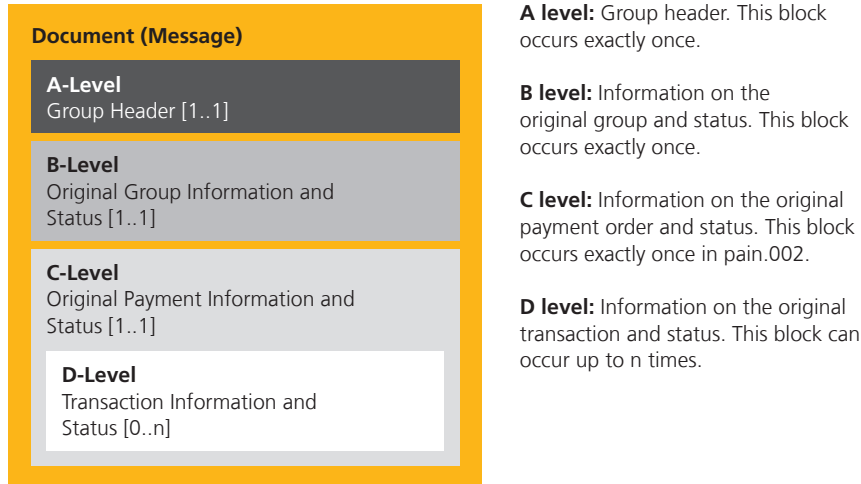 Document (Message)
A-Level
Group Header [1..1]
B-Level
Original Group Information and
Status [1..1]
C-Level
Original Payment Information and
Status [1..1]
D-Level
Transaction Information and
Status [0..n]
A level: Group header. This block
occurs exactly once.
B level: Information on the
original group and status. This block
occurs exactly once.
C level: Information on the original
payment order and status. This block
occurs exactly once in pain.002.
D level: Information on the original
transaction and status. This block can
occur up to n times.